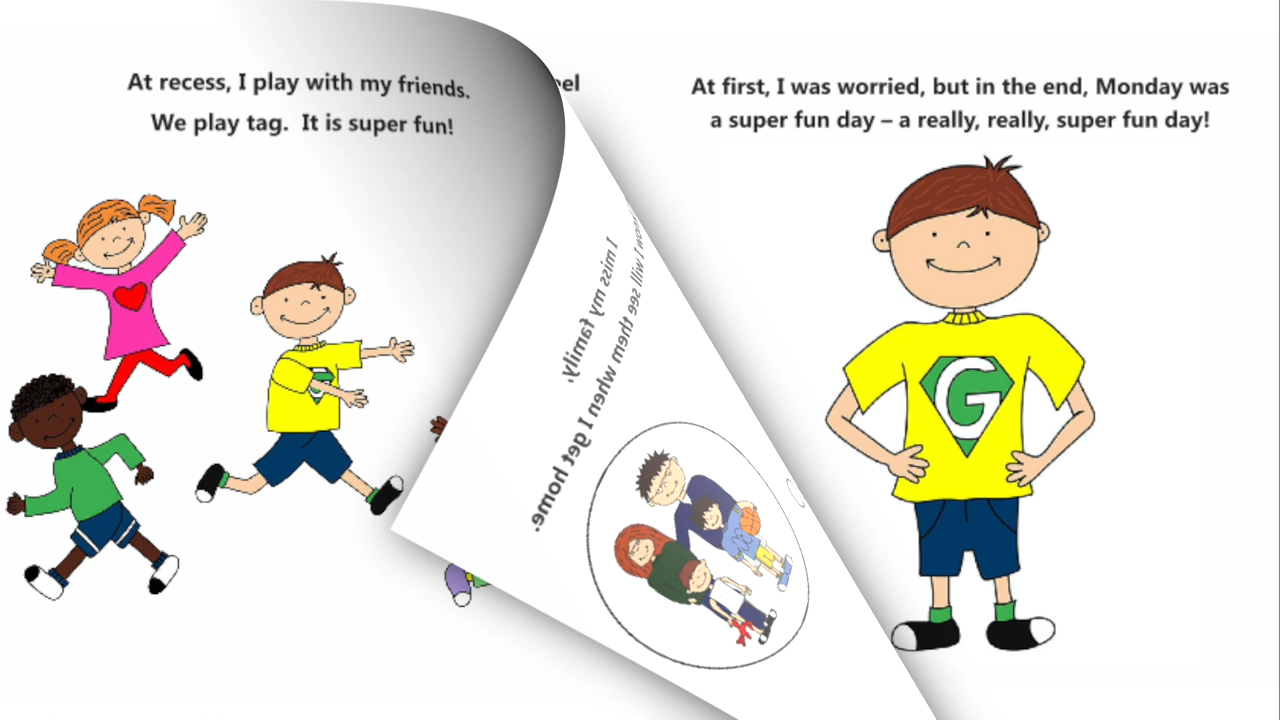 At recess, I play with my friends.
We play tag.  It is super fun!
At first, I was worried, but in the end, Monday was
a super fun day – a really, really, super fun day!
I miss my family.
know I will see them when I get home.
G